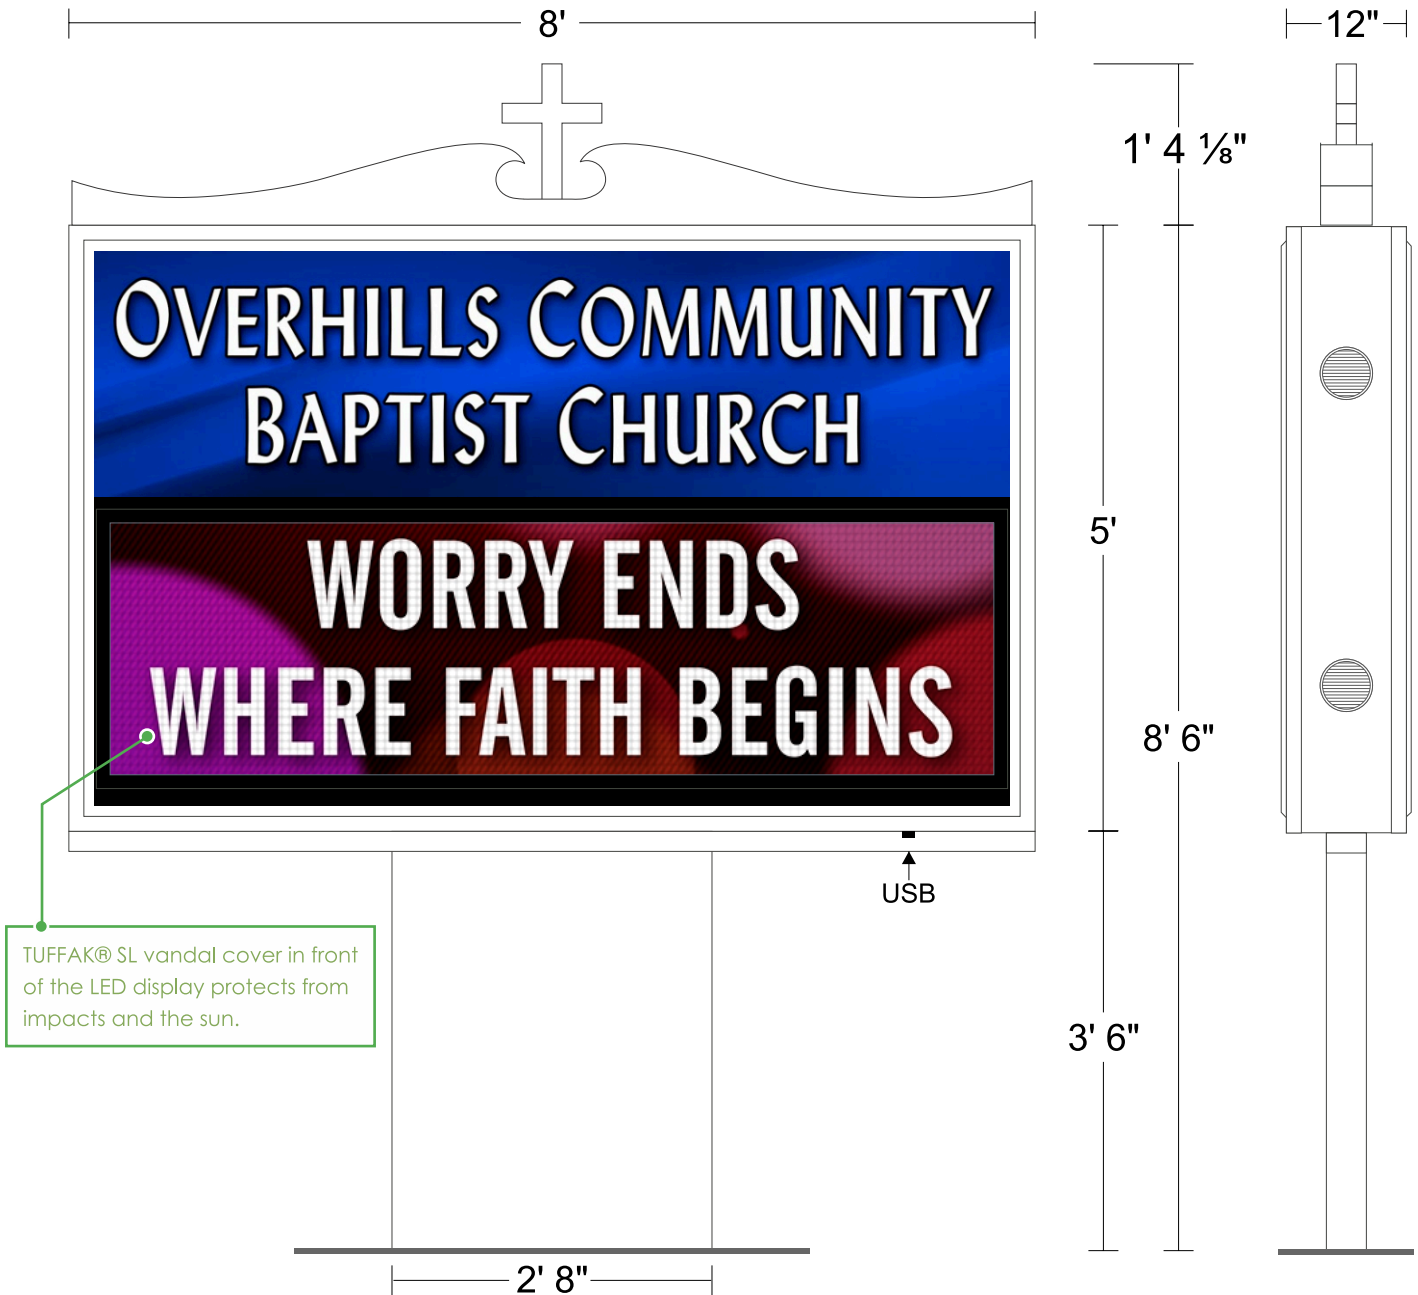 8'
12"
1' 4 ⅛"
OVERHILLS COMMUNITY
BAPTIST CHURCH
WORRY ENDS
WHERE FAITH BEGINS
5'
8' 6"
USB
TUFFAK® SL vandal cover in front
of the LED display protects from
impacts and the sun.
3' 6"
2' 8"